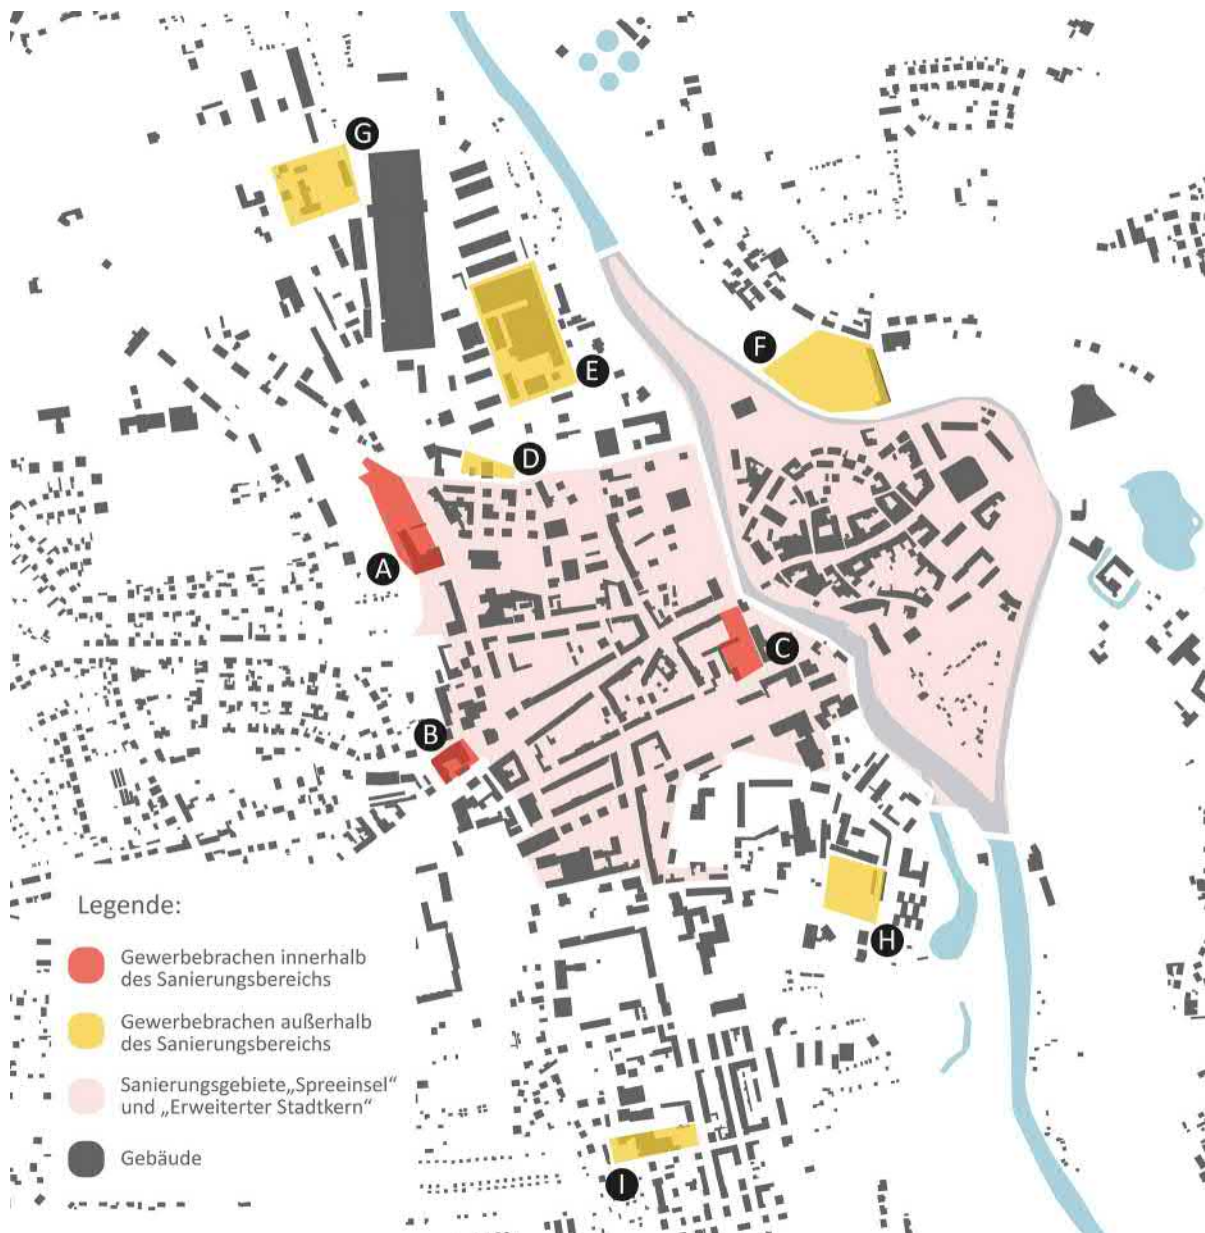 G
F
E
D
A
C
B
H
I
Legende:
Gewerbebrachen innerhalb
des Sanierungsbereichs
Gewerbebrachen außerhalb
des Sanierungsbereichs
Sanierungsgebiete„Spreeinsel“
und „Erweiterter Stadtkern“
Gebäude